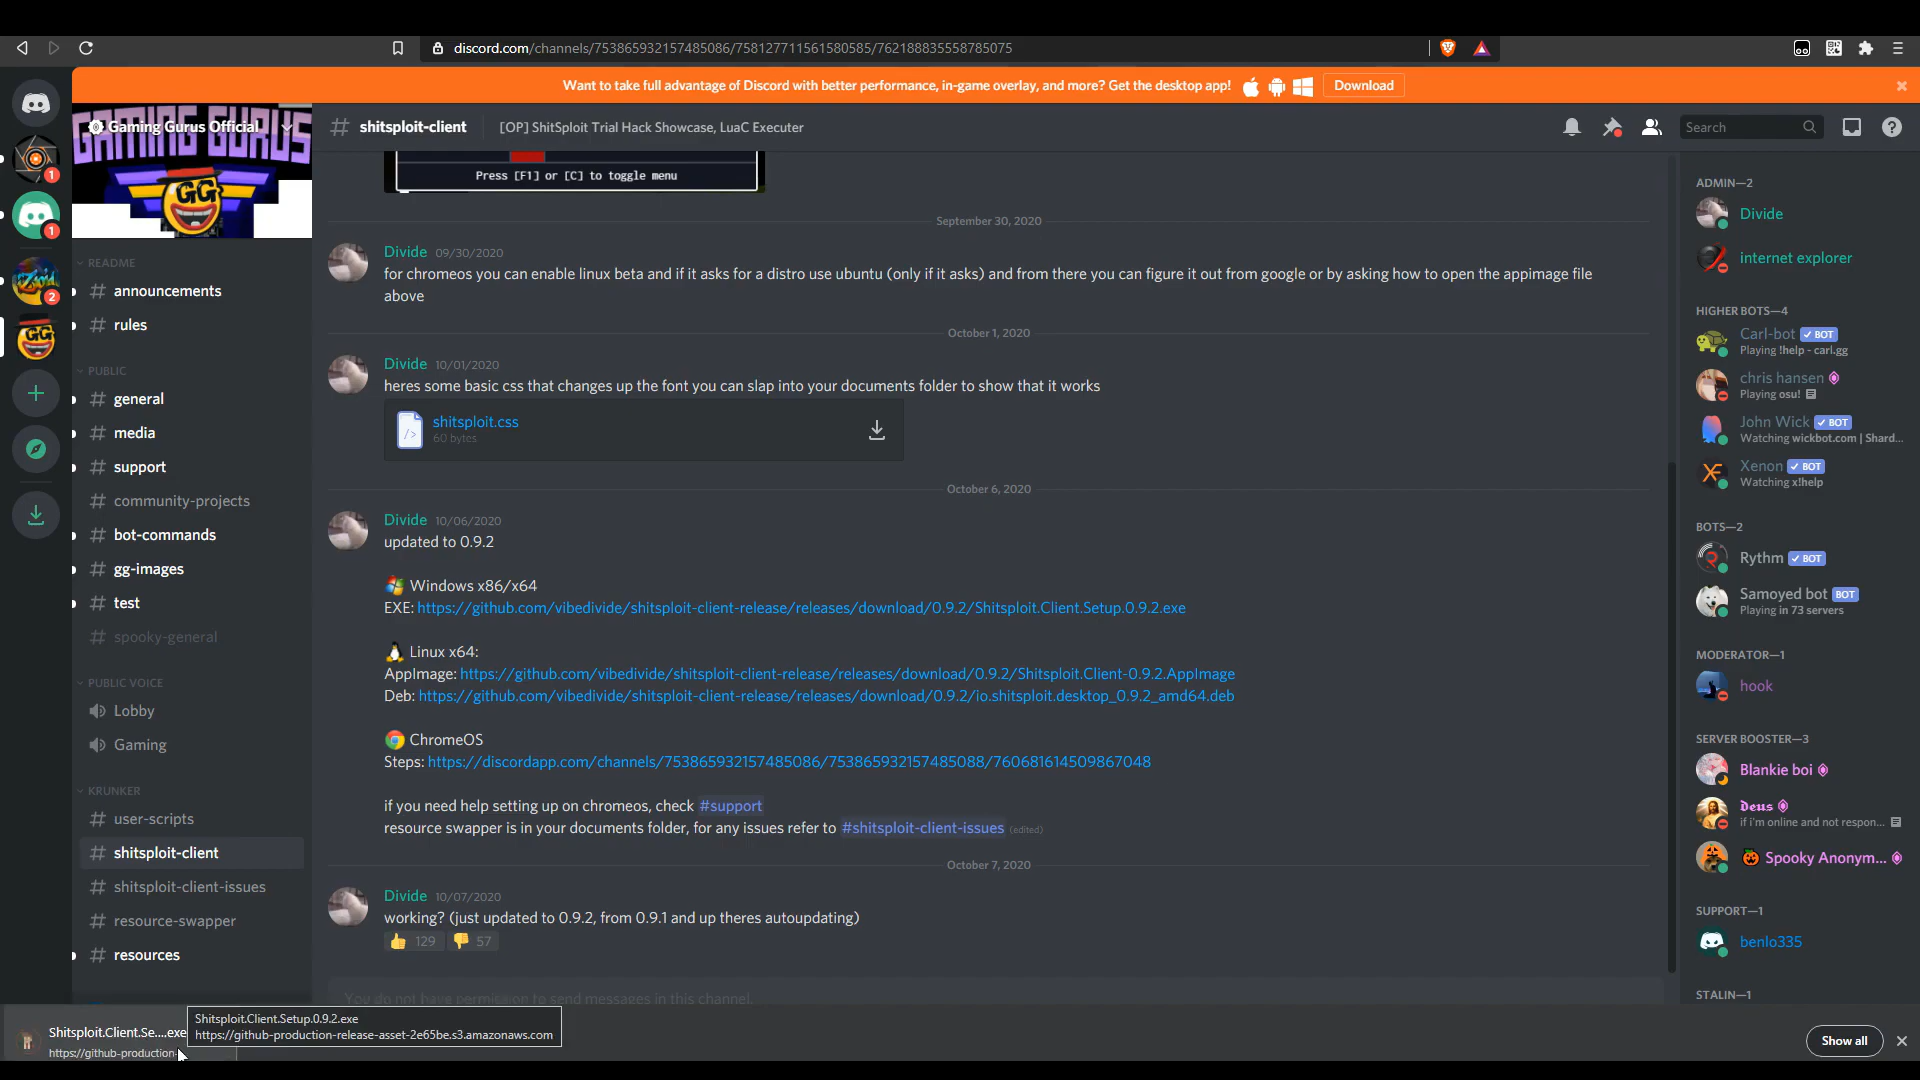 discord.com/channels/753865932157485086/758127711561580585/762188835558785075
Want to take full advantage of Discord with better performance, in-game overlay, and more? Get the desktop app!
Download
GAMING GURUS
Gaming Gurus Official
GG
# shitsploit-client
[OP] ShitSploit Trial Hack Showcase, LuaC Executer
Search
1
1
2
GG
README
# announcements
# rules
PUBLIC
# general
# media
# support
# community-projects
# bot-commands
# gg-images
# test
# spooky-general
PUBLIC VOICE
Lobby
Gaming
KRUNKER
# user-scripts
# shitsploit-client
# shitsploit-client-issues
# resource-swapper
# resources
Press [F1] or [C] to toggle menu
September 30, 2020
Divide 09/30/2020
for chromeos you can enable linux beta and if it asks for a distro use ubuntu (only if it asks) and from there you can figure it out from google or by asking how to open the appimage file
above
October 1, 2020
Divide 10/01/2020
heres some basic css that changes up the font you can slap into your documents folder to show that it works
shitsploit.css
60 bytes
October 6, 2020
Divide 10/06/2020
updated to 0.9.2
Windows x86/x64
EXE: https://github.com/vibedivide/shitsploit-client-release/releases/download/0.9.2/Shitsploit.Client.Setup.0.9.2.exe
Linux x64:
AppImage: https://github.com/vibedivide/shitsploit-client-release/releases/download/0.9.2/Shitsploit.Client-0.9.2.AppImage
Deb: https://github.com/vibedivide/shitsploit-client-release/releases/download/0.9.2/io.shitsploit.desktop_0.9.2_amd64.deb
ChromeOS
Steps: https://discordapp.com/channels/753865932157485086/753865932157485088/760681614509867048
if you need help setting up on chromeos, check #support
resource swapper is in your documents folder, for any issues refer to #shitsploit-client-issues (edited)
October 7, 2020
Divide 10/07/2020
working? (just updated to 0.9.2, from 0.9.1 and up theres autoupdating)
129 57
You do not have permission to send messages in this channel.
ADMIN—2
Divide
internet explorer
HIGHER BOTS—4
Carl-bot BOT
Playing !help - carl.gg
chris hansen
Playing osu!
John Wick BOT
Watching wickbot.com | Shard...
Xenon BOT
Watching x!help
BOTS—2
Rythm BOT
Samoyed bot BOT
Playing in 73 servers
MODERATOR—1
hook
SERVER BOOSTER—3
Blankie boi
Deus
if i'm online and not respon...
Spooky Anonym...
SUPPORT—1
benlo335
STALIN—1
Shitsploit.Client.Se....exe
https://github-production-
Shitsploit.Client.Setup.0.9.2.exe
https://github-production-release-asset-2e65be.s3.amazonaws.com
Show all